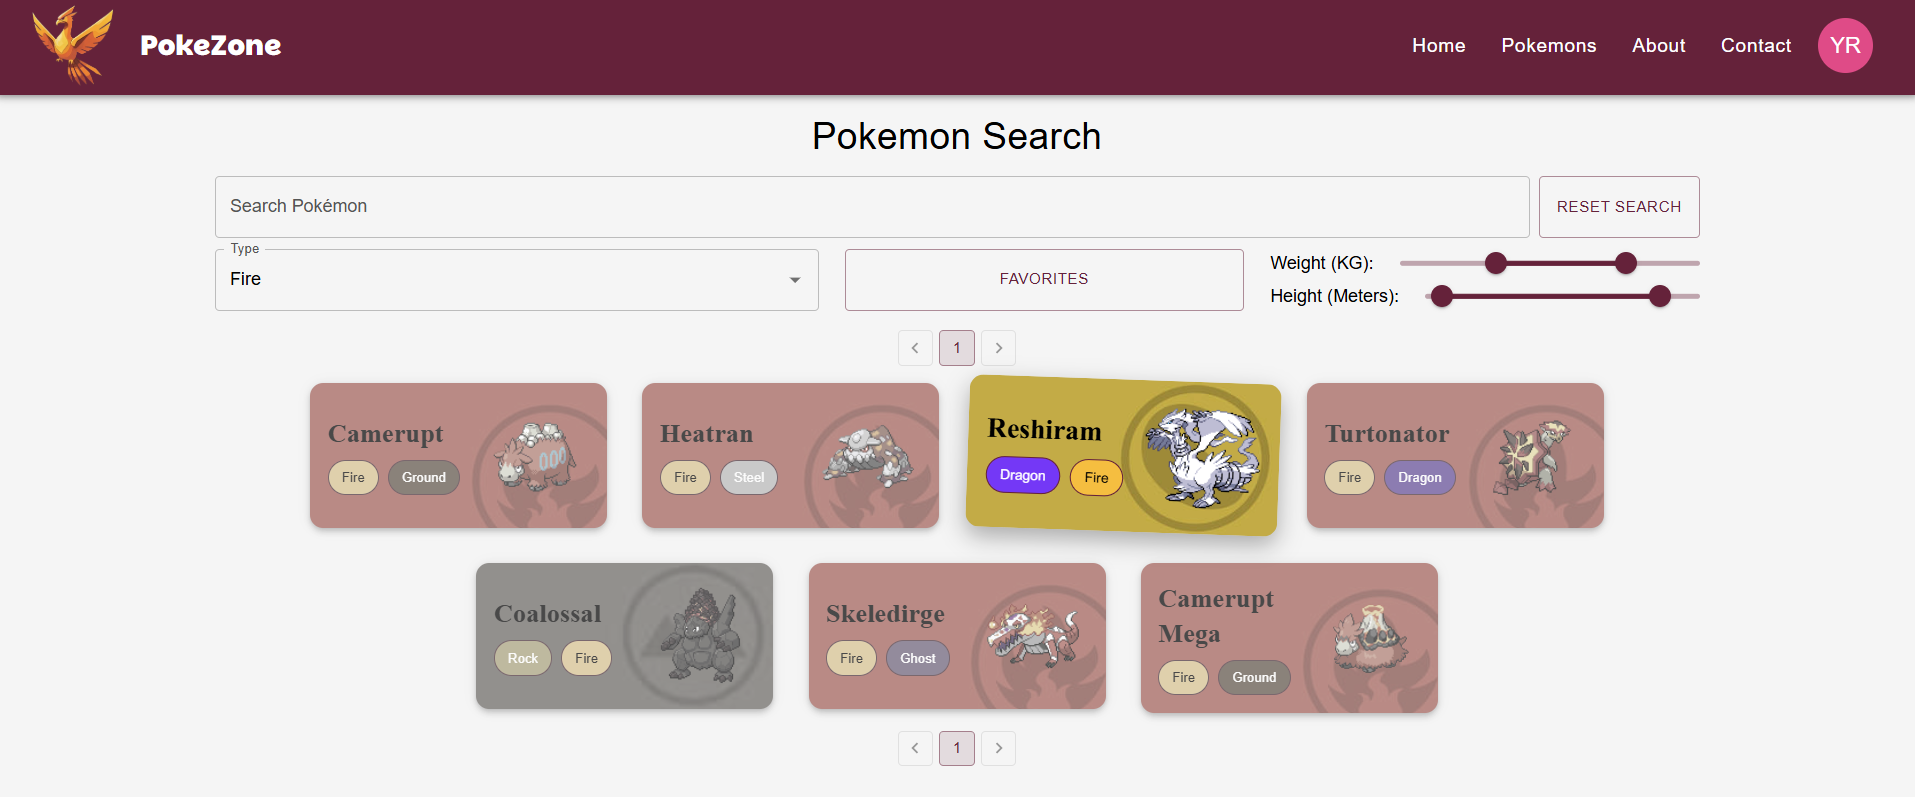 PokeZone
Home Pokemons About Contact YR
Pokemon Search
Search Pokémon RESET SEARCH
Type
Fire FAVORITES
Weight (KG):
Height (Meters):
1
Camerupt
Fire Ground
Heatran
Fire Steel
Reshiram
Dragon Fire
Turtonator
Fire Dragon
Coalossal
Rock Fire
Skeledirge
Fire Ghost
Camerupt
Mega
Fire Ground
1